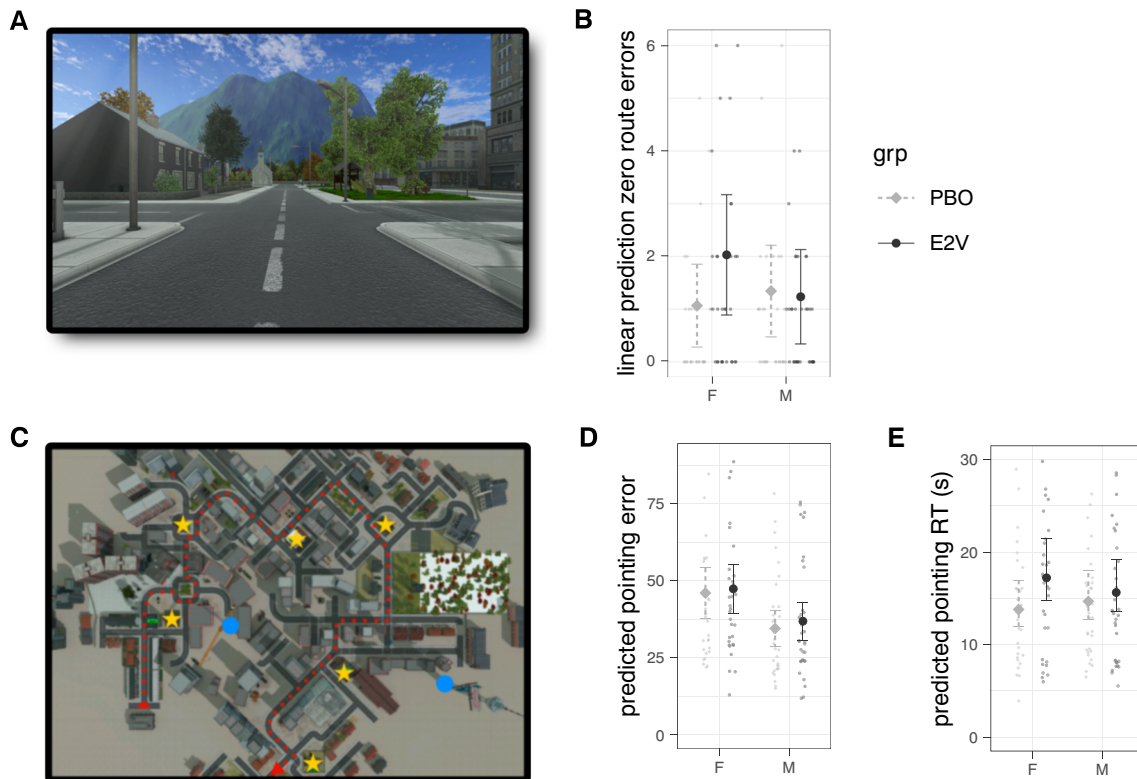 A
B
linear prediction zero route errors
6
4
2
0
F M
grp
PBO
E2V
C
D
predicted pointing error
75
50
25
0
F M
E
predicted pointing RT (s)
30
20
10
0
F M